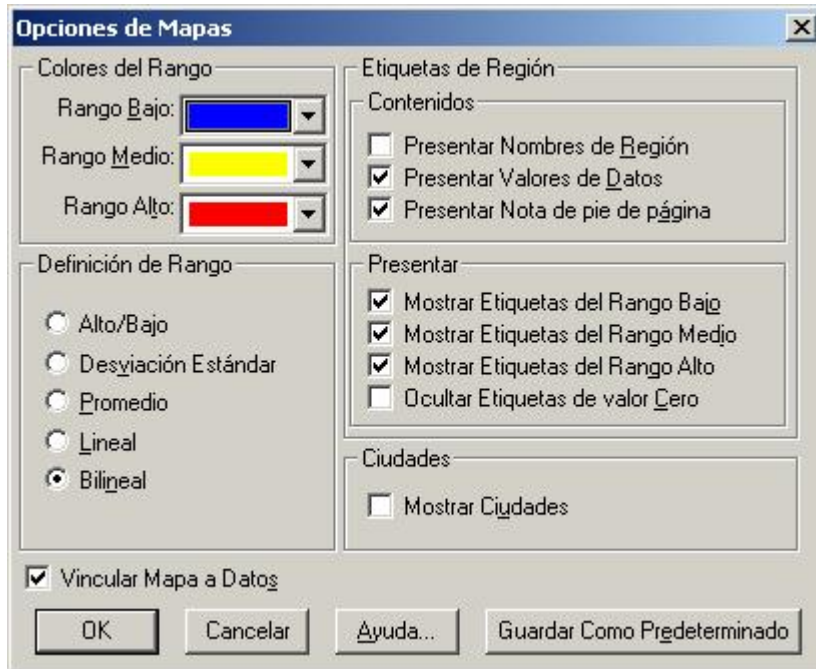 Opciones de Mapas
Colores del Rango
Rango Bajo:
Rango Medio:
Rango Alto:
Definición de Rango
Alto/Bajo
Desviación Estándar
Promedio
Lineal
Bilineal
Etiquetas de Región
Contenidos
Presentar Nombres de Región
Presentar Valores de Datos
Presentar Nota de pie de página
Presentar
Mostrar Etiquetas del Rango Bajo
Mostrar Etiquetas del Rango Medio
Mostrar Etiquetas del Rango Alto
Ocultar Etiquetas de valor Cero
Ciudades
Mostrar Ciudades
Vincular Mapa a Datos
OK
Cancelar
Ayuda...
Guardar Como Predeterminado